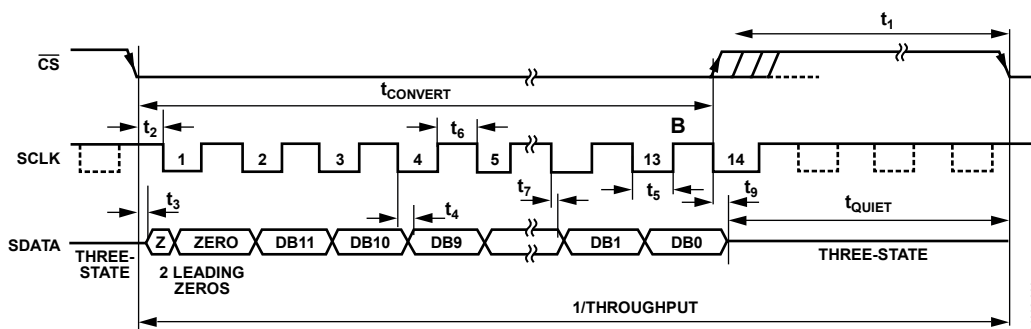 t1
CS
tCONVERT
t2
t6
B
SCLK
1
2
3
4
5
13
14
t3
t7
t5
t9
t4
tQUIET
SDATA
Z
ZERO
DB11
DB10
DB9
DB1
DB0
THREE-
STATE
2 LEADING
ZEROS
THREE-STATE
1/THROUGHPUT